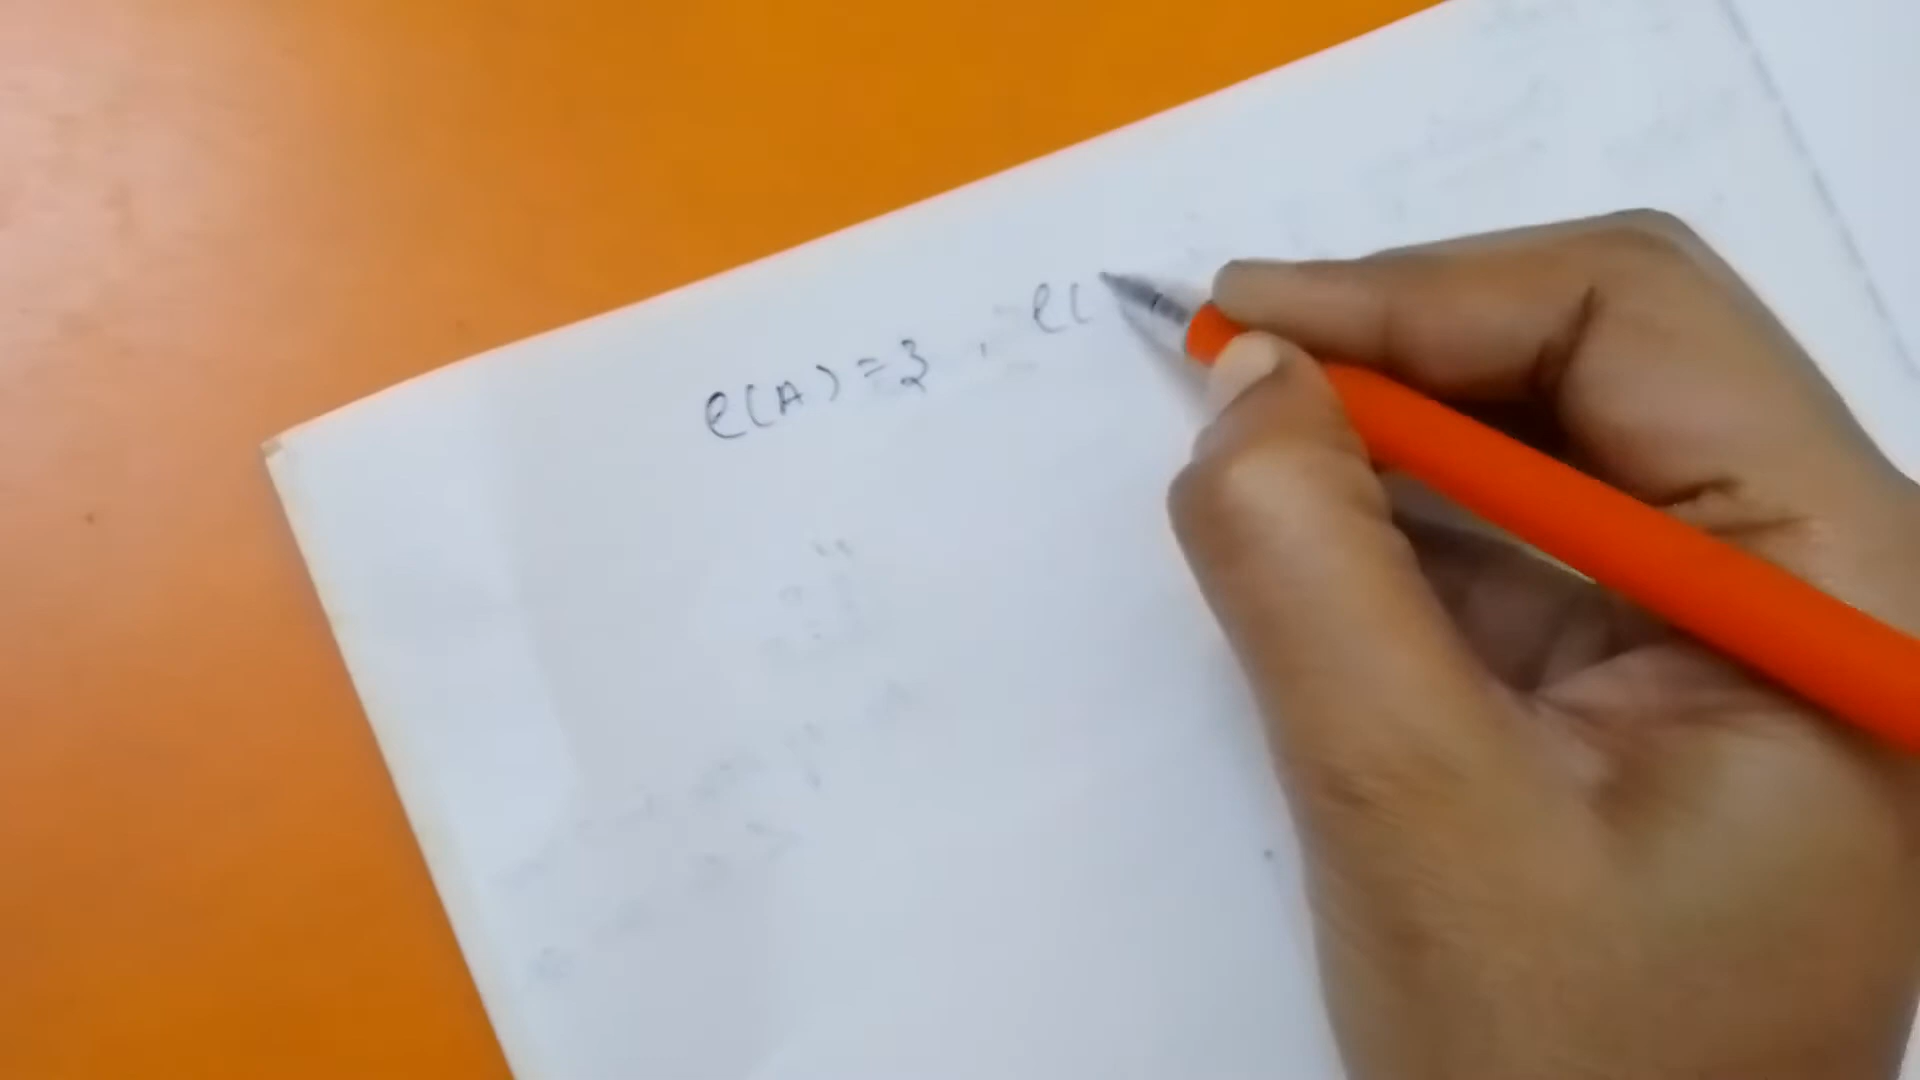 e(A) = 3, e(